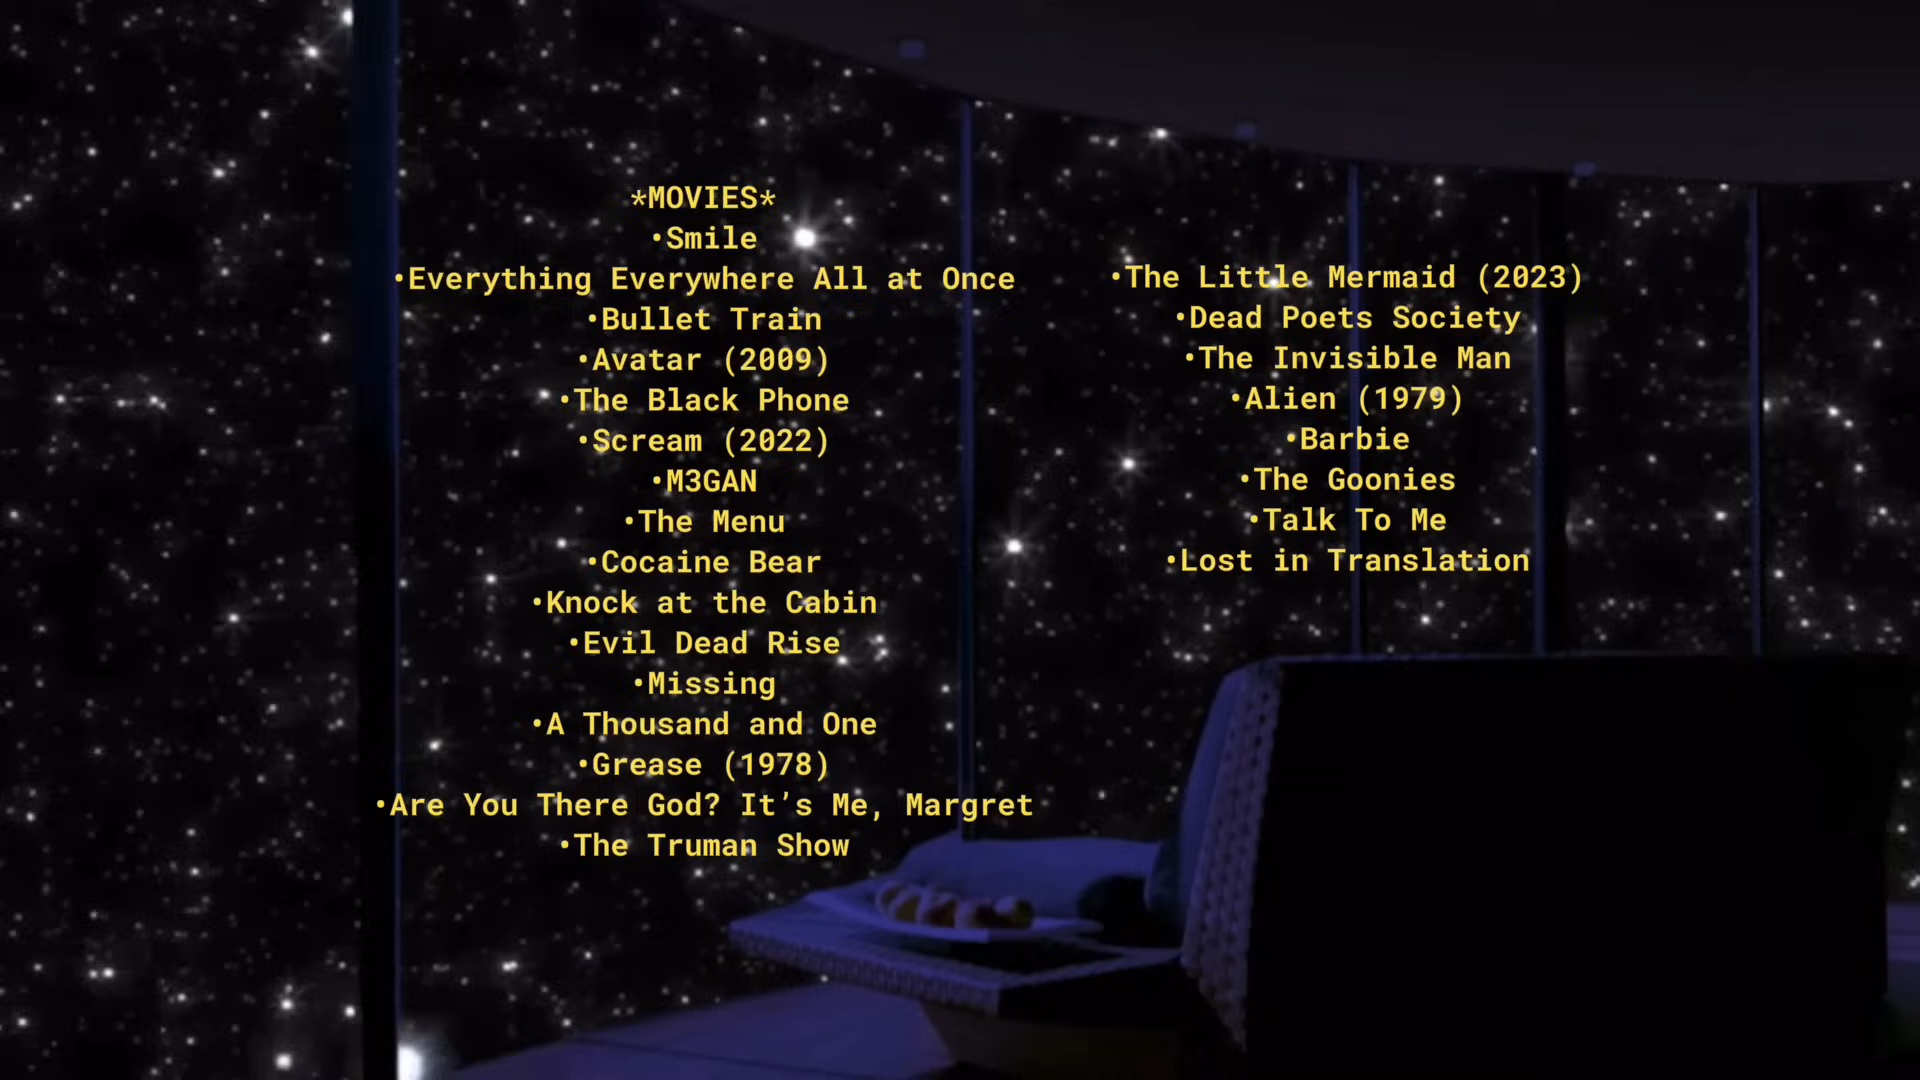 *MOVIES*
•Smile
•Everything Everywhere All at Once
•Bullet Train
•Avatar (2009)
•The Black Phone
•Scream (2022)
•M3GAN
•The Menu
•Cocaine Bear
•Knock at the Cabin
•Evil Dead Rise
•Missing
•A Thousand and One
•Grease (1978)
•Are You There God? It’s Me, Margret
•The Truman Show
•The Little Mermaid (2023)
•Dead Poets Society
•The Invisible Man
•Alien (1979)
•Barbie
•The Goonies
•Talk To Me
•Lost in Translation